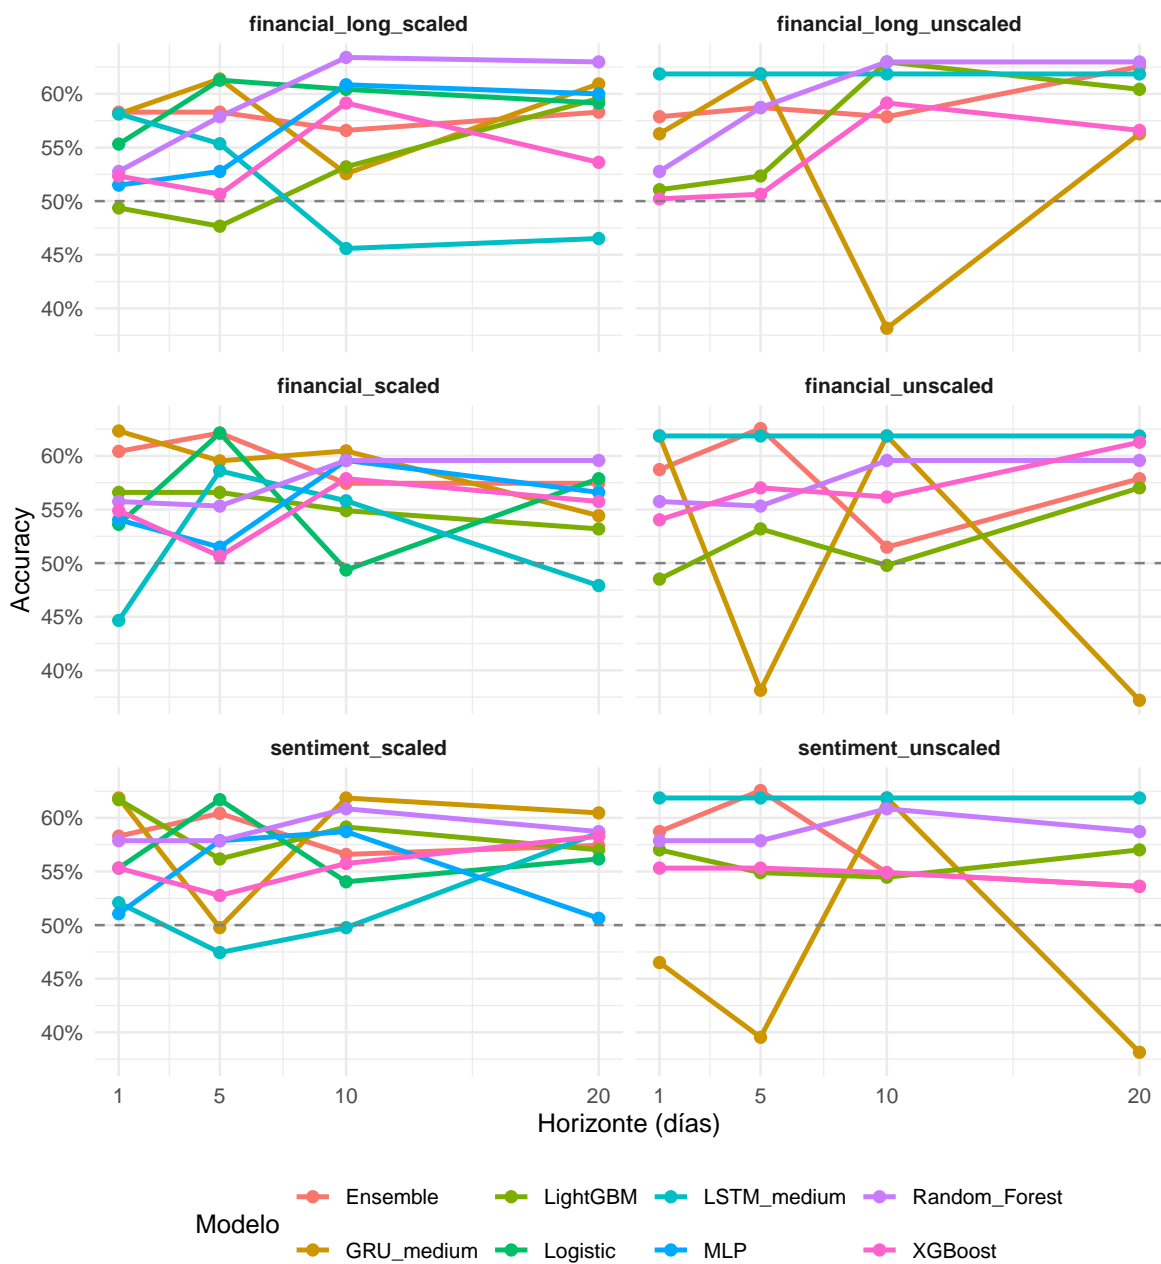 financial_long_scaled
financial_long_unscaled
60%
55%
50%
45%
40%
financial_scaled
financial_unscaled
60%
55%
50%
45%
40%
Accuracy
sentiment_scaled
sentiment_unscaled
60%
55%
50%
45%
40%
1 5 10 20
1 5 10 20
Horizonte (días)
Modelo
Ensemble LightGBM LSTM_medium Random_Forest
GRU_medium Logistic MLP XGBoost